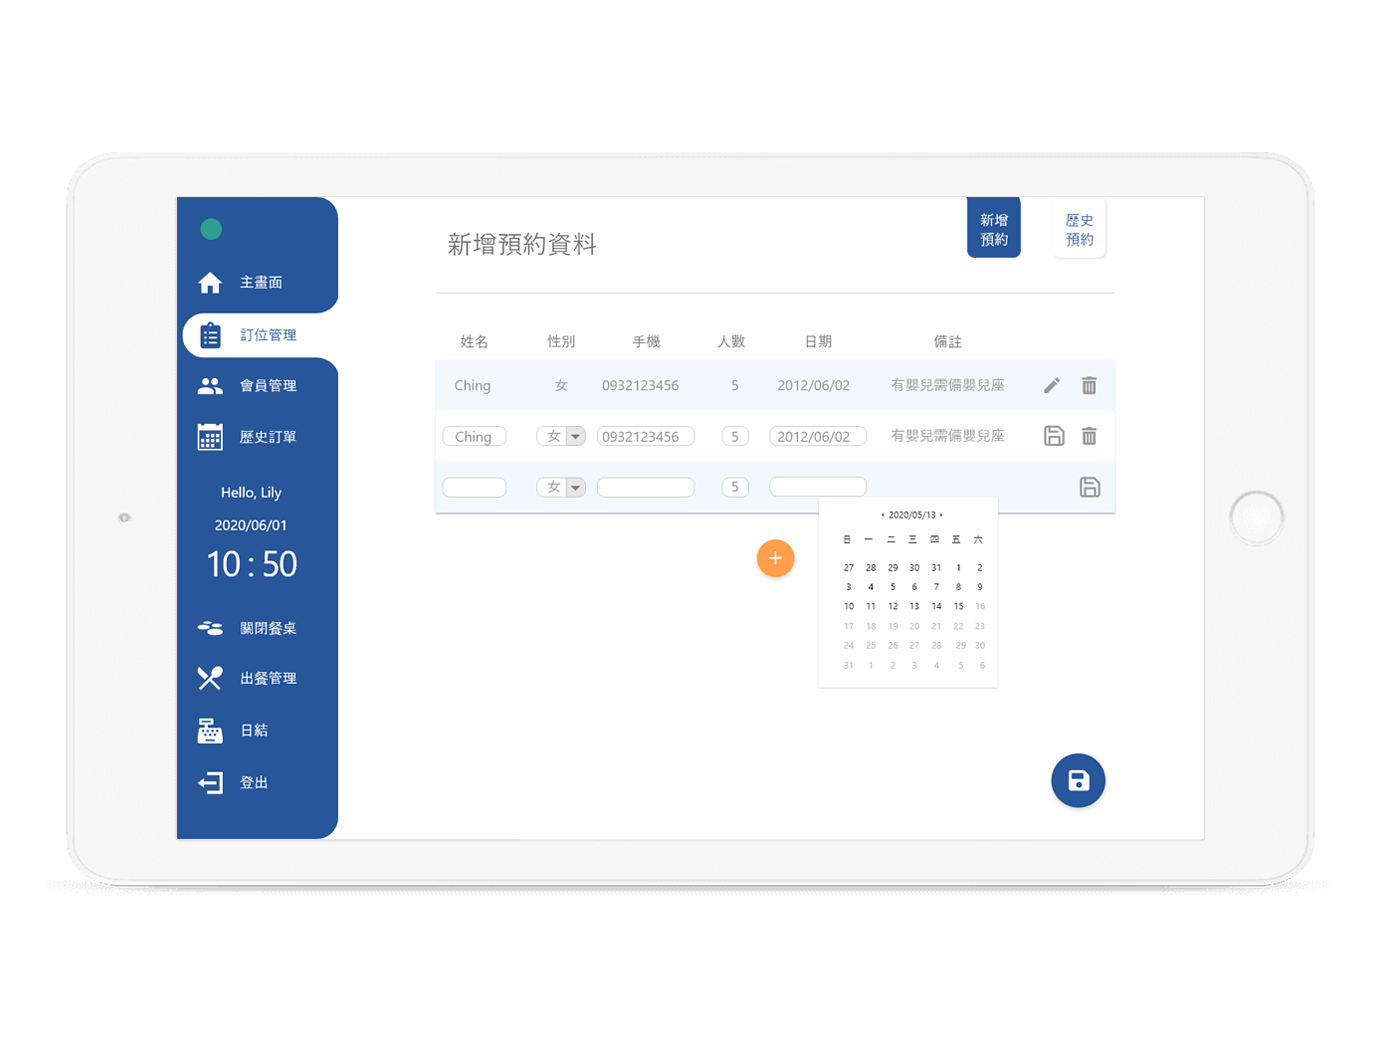 主畫面
訂位管理
會員管理
歷史訂單
Hello, Lily
2020/06/01
10 : 50
關閉餐桌
出餐管理
日結
登出
新增預約資料
新增
預約
歷史
預約
姓名 性別 手機 人數 日期 備註
Ching 女 0932123456 5 2012/06/02 有嬰兒需備嬰兒座
Ching 女 0932123456 5 2012/06/02 有嬰兒需備嬰兒座
女 5
2020/05/13
日 一 二 三 四 五 六
27 28 29 30 31 1 2
3 4 5 6 7 8 9
10 11 12 13 14 15 16
17 18 19 20 21 22 23
24 25 26 27 28 29 30
31 1 2 3 4 5 6
+